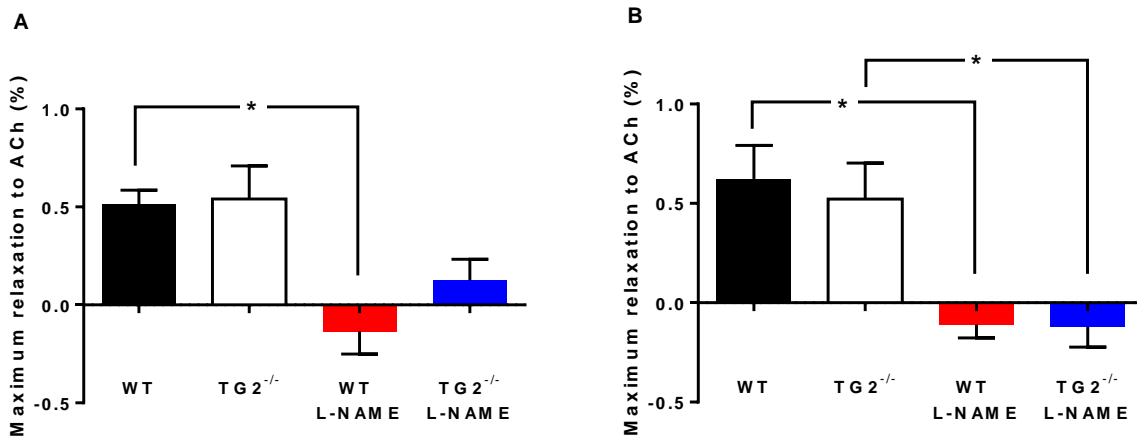 A
Maximum relaxation to ACh (%)
1.0
0.5
0.0
-0.5
*
WT
TG2-/-
WT
L-NAME
TG2-/-
L-NAME
B
Maximum relaxation to ACh (%)
1.0
0.5
0.0
-0.5
*
*
WT
TG2-/-
WT
L-NAME
TG2-/-
L-NAME